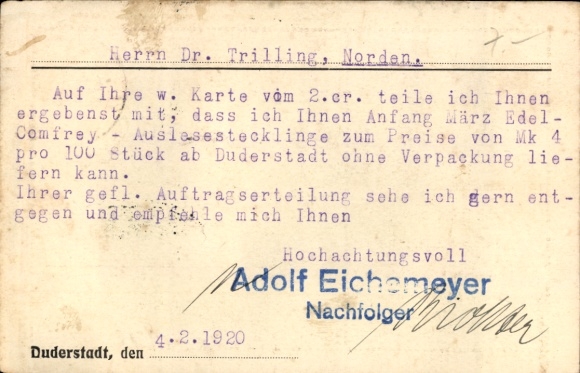 7.-
Herrn Dr. Trilling, Norden.
Auf Ihre w. Karte vom 2.cr. teile ich Ihnen
ergebenst mit, dass ich Ihnen Anfang März Edel-
Comfrey - Auslesestecklinge zum Preise von Mk 4
pro 100 Stück ab Duderstadt ohne Verpackung lie-
fern kann.
Ihrer gefl. Auftragserteilung sehe ich gern ent-
gegen und empfehle mich Ihnen
Hochachtungsvoll
Adolf Eichemeyer
Nachfolger
Duderstadt, den 4.2.1920